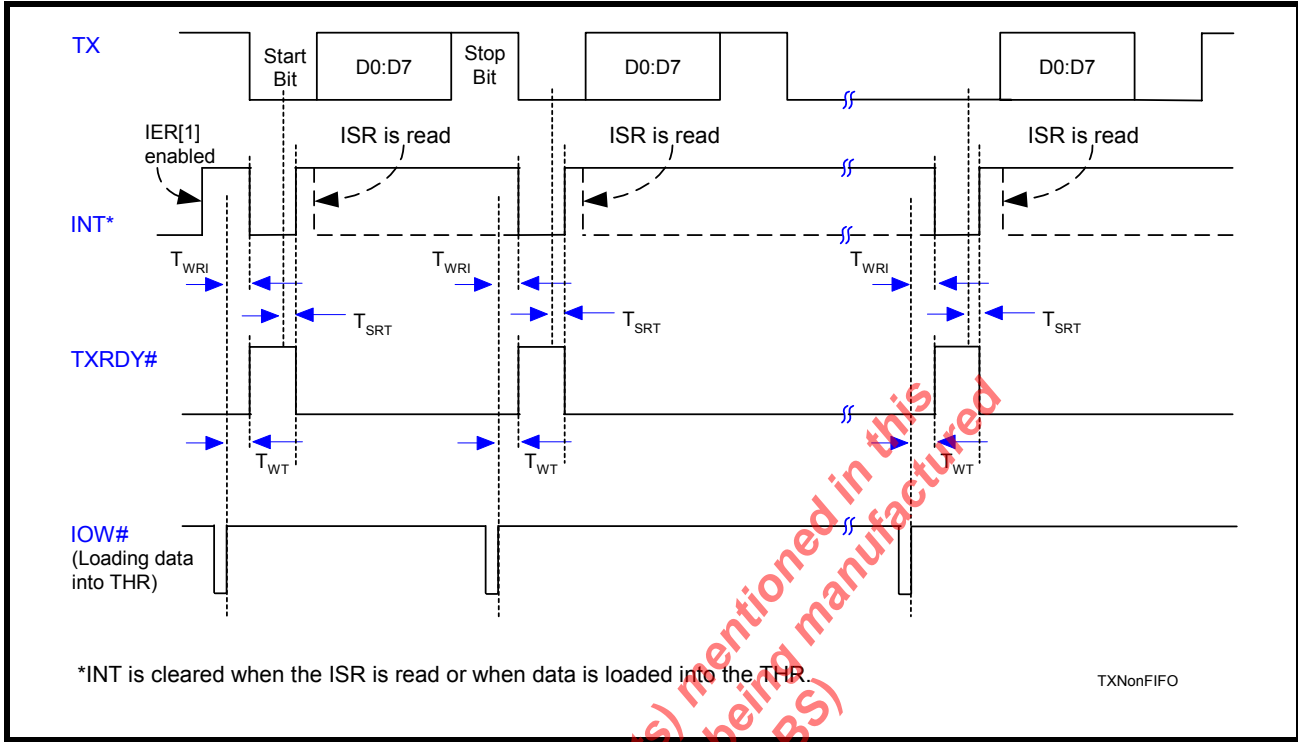 TX
Start
Bit
D0:D7
Stop
Bit
D0:D7
D0:D7
IER[1]
enabled
ISR is read
ISR is read
ISR is read
INT*
TWRI
TWRI
TWRI
TSRT
TSRT
TSRT
TXRDY#
TWT
TWT
TWT
IOW#
(Loading data
into THR)
*INT is cleared when the ISR is read or when data is loaded into the THR.
TXNonFIFO
s) mentioned in this
being manufactured
BS)